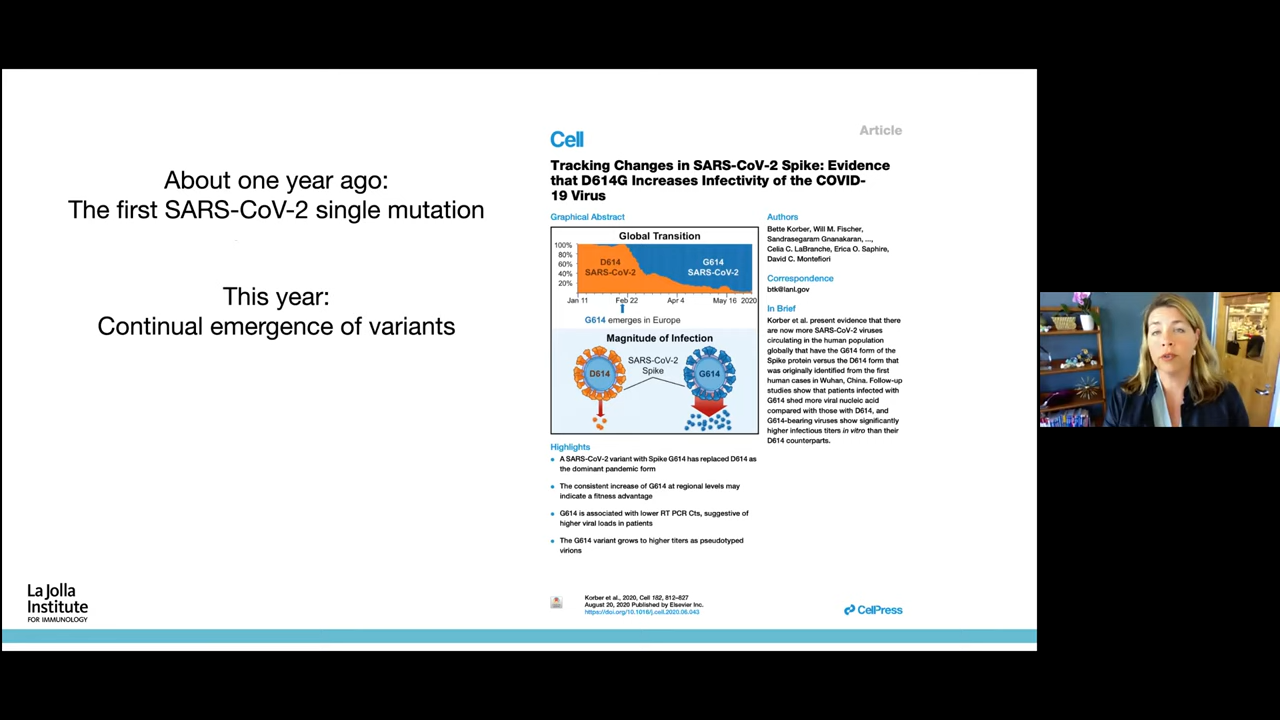 About one year ago:
The first SARS-CoV-2 single mutation
This year:
Continual emergence of variants
La Jolla
Institute
FOR IMMUNOLOGY
Cell
Article
Tracking Changes in SARS-CoV-2 Spike: Evidence
that D614G Increases Infectivity of the COVID-
19 Virus
Graphical Abstract
Global Transition
100%
80%
60%
40%
20%
D614
SARS-CoV-2
G614
SARS-CoV-2
Jan 11
Feb 22
Apr 4
May 16
2020
G614 emerges in Europe
Magnitude of Infection
SARS-CoV-2
Spike
D614
G614
Highlights
• A SARS-CoV-2 variant with Spike G614 has replaced D614 as
the dominant pandemic form
• The consistent increase of G614 at regional levels may
indicate a fitness advantage
• G614 is associated with lower RT PCR Cts, suggestive of
higher viral loads in patients
• The G614 variant grows to higher titers as pseudotyped
virions
Authors
Bette Korber, Will M. Fischer,
Sandrasegaram Gnanakaran, ...,
Celia C. LaBranche, Erica O. Saphire,
David C. Montefiori
Correspondence
btk@lanl.gov
In Brief
Korber et al. present evidence that there
are now more SARS-CoV-2 viruses
circulating in the human population
globally that have the G614 form of the
Spike protein versus the D614 form that
was originally identified from the first
human cases in Wuhan, China. Follow-up
studies show that patients infected with
G614 shed more viral nucleic acid
compared with those with D614, and
G614-bearing viruses show significantly
higher infectious titers in vitro than their
D614 counterparts.
Korber et al., 2020, Cell 182, 812–827
August 20, 2020 Published by Elsevier Inc.
https://doi.org/10.1016/j.cell.2020.06.043
CelPress